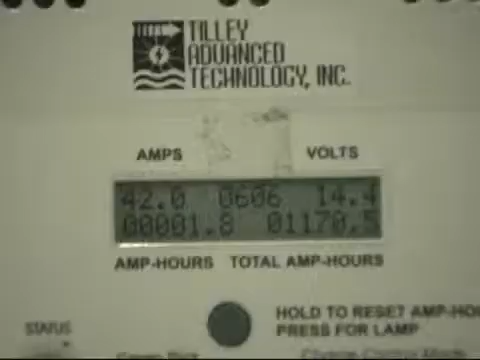 TILLEY
ADVANCED
TECHNOLOGY, INC.
AMPS VOLTS
42.0 0606 14.4
00001.8 01170.5
AMP-HOURS TOTAL AMP-HOURS
HOLD TO RESET AMP-HOU
PRESS FOR LAMP
STATUS